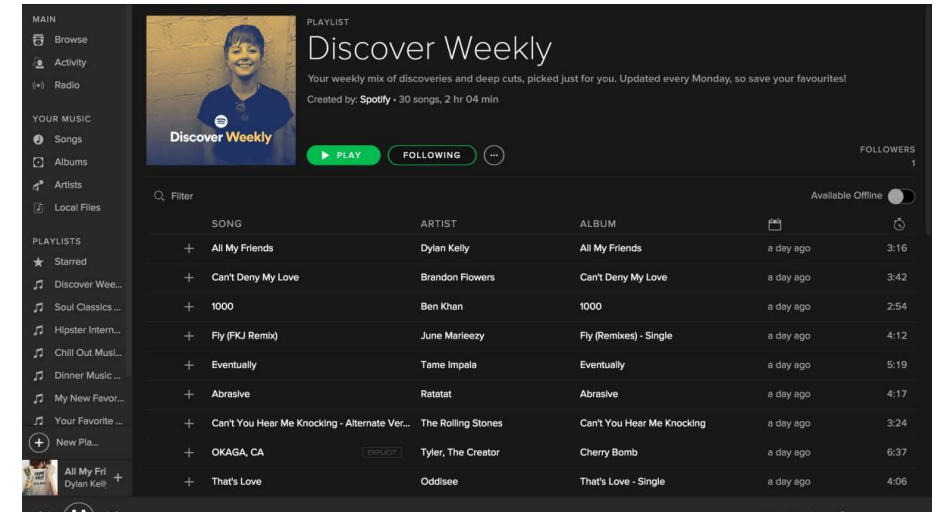 MAIN
Browse
Activity
Radio
YOUR MUSIC
Songs
Albums
Artists
Local Files
PLAYLISTS
Starred
Discover Wee...
Soul Classics ...
Hipster Intern...
Chill Out Musi...
Dinner Music ...
My New Favor...
Your Favorite ...
New Pla...
All My Fri
Dylan Kell
Discover Weekly
PLAYLIST
Discover Weekly
Your weekly mix of discoveries and deep cuts, picked just for you. Updated every Monday, so save your favourites!
Created by: Spotify • 30 songs, 2 hr 04 min
PLAY FOLLOWING
FOLLOWERS
1
Filter Available Offline
SONG ARTIST ALBUM
All My Friends Dylan Kelly All My Friends a day ago 3:16
Can't Deny My Love Brandon Flowers Can't Deny My Love a day ago 3:42
1000 Ben Khan 1000 a day ago 2:54
Fly (FKJ Remix) June Marieezy Fly (Remixes) - Single a day ago 4:12
Eventually Tame Impala Eventually a day ago 5:19
Abrasive Ratatat Abrasive a day ago 4:17
Can't You Hear Me Knocking - Alternate Ver... The Rolling Stones Can't You Hear Me Knocking a day ago 3:24
OKAGA, CA EXPLICIT Tyler, The Creator Cherry Bomb a day ago 6:37
That's Love Oddisee That's Love - Single a day ago 4:06